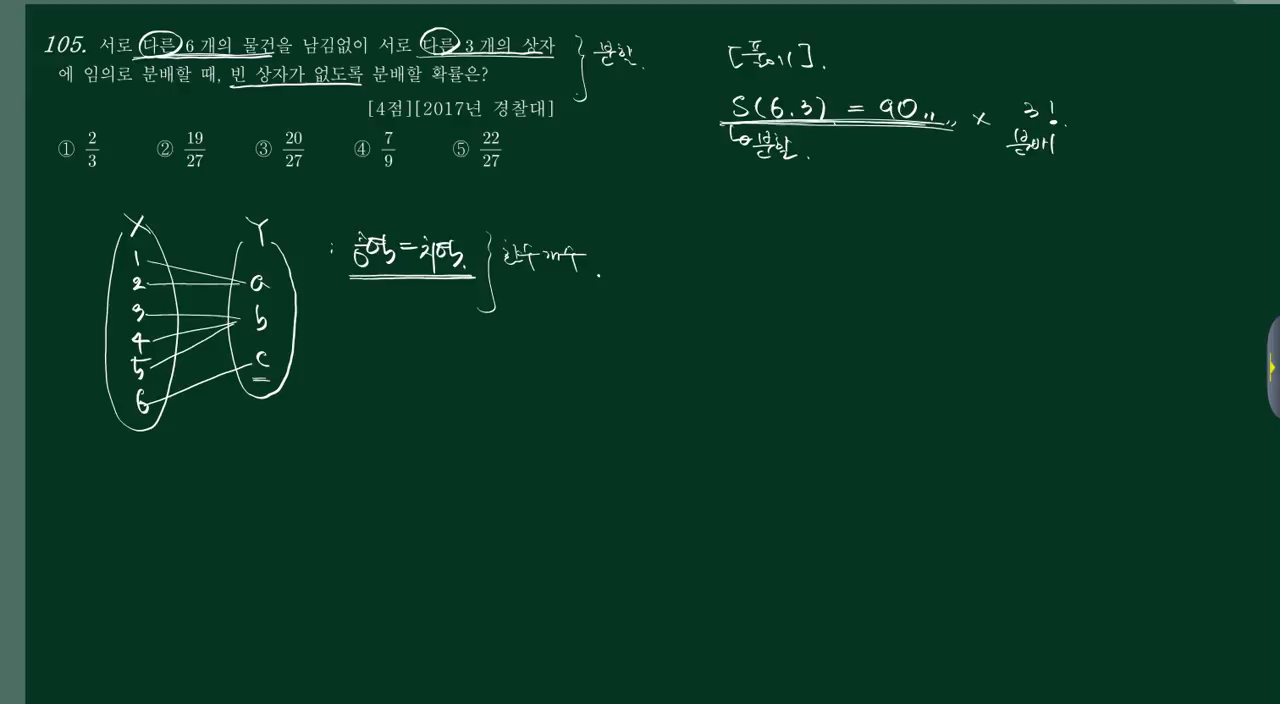 105. 서로 다른 6 개의 물건을 남김없이 서로 다른 3 개의 상자
에 임의로 분배할 때, 빈 상자가 없도록 분배할 확률은?
[4점][2017년 경찰대]
① 2/3 ② 19/27 ③ 20/27 ④ 7/9 ⑤ 22/27
분할.
[풀이].
S(6.3) = 90 × 3!
분할. 분배
X Y
1
2 a
3 b
4
5 c
6
: 공역=치역.
함수 개수.